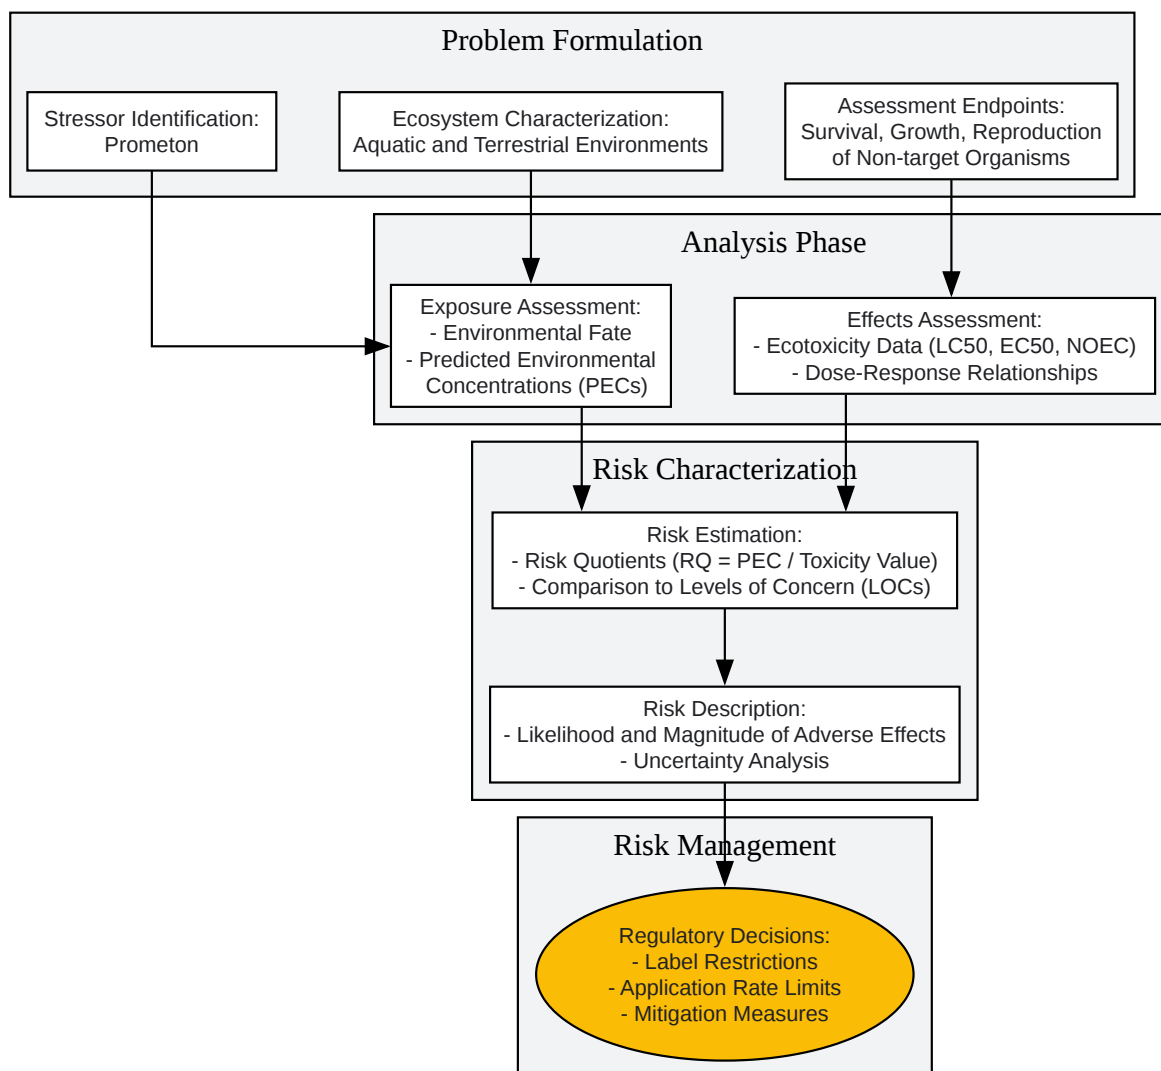 Problem Formulation
Stressor Identification:
Prometon
Ecosystem Characterization:
Aquatic and Terrestrial Environments
Assessment Endpoints:
Survival, Growth, Reproduction
of Non-target Organisms
Analysis Phase
Exposure Assessment:
- Environmental Fate
- Predicted Environmental
Concentrations (PECs)
Effects Assessment:
- Ecotoxicity Data (LC50, EC50, NOEC)
- Dose-Response Relationships
Risk Characterization
Risk Estimation:
- Risk Quotients (RQ = PEC / Toxicity Value)
- Comparison to Levels of Concern (LOCs)
Risk Description:
- Likelihood and Magnitude of Adverse Effects
- Uncertainty Analysis
Risk Management
Regulatory Decisions:
- Label Restrictions
- Application Rate Limits
- Mitigation Measures